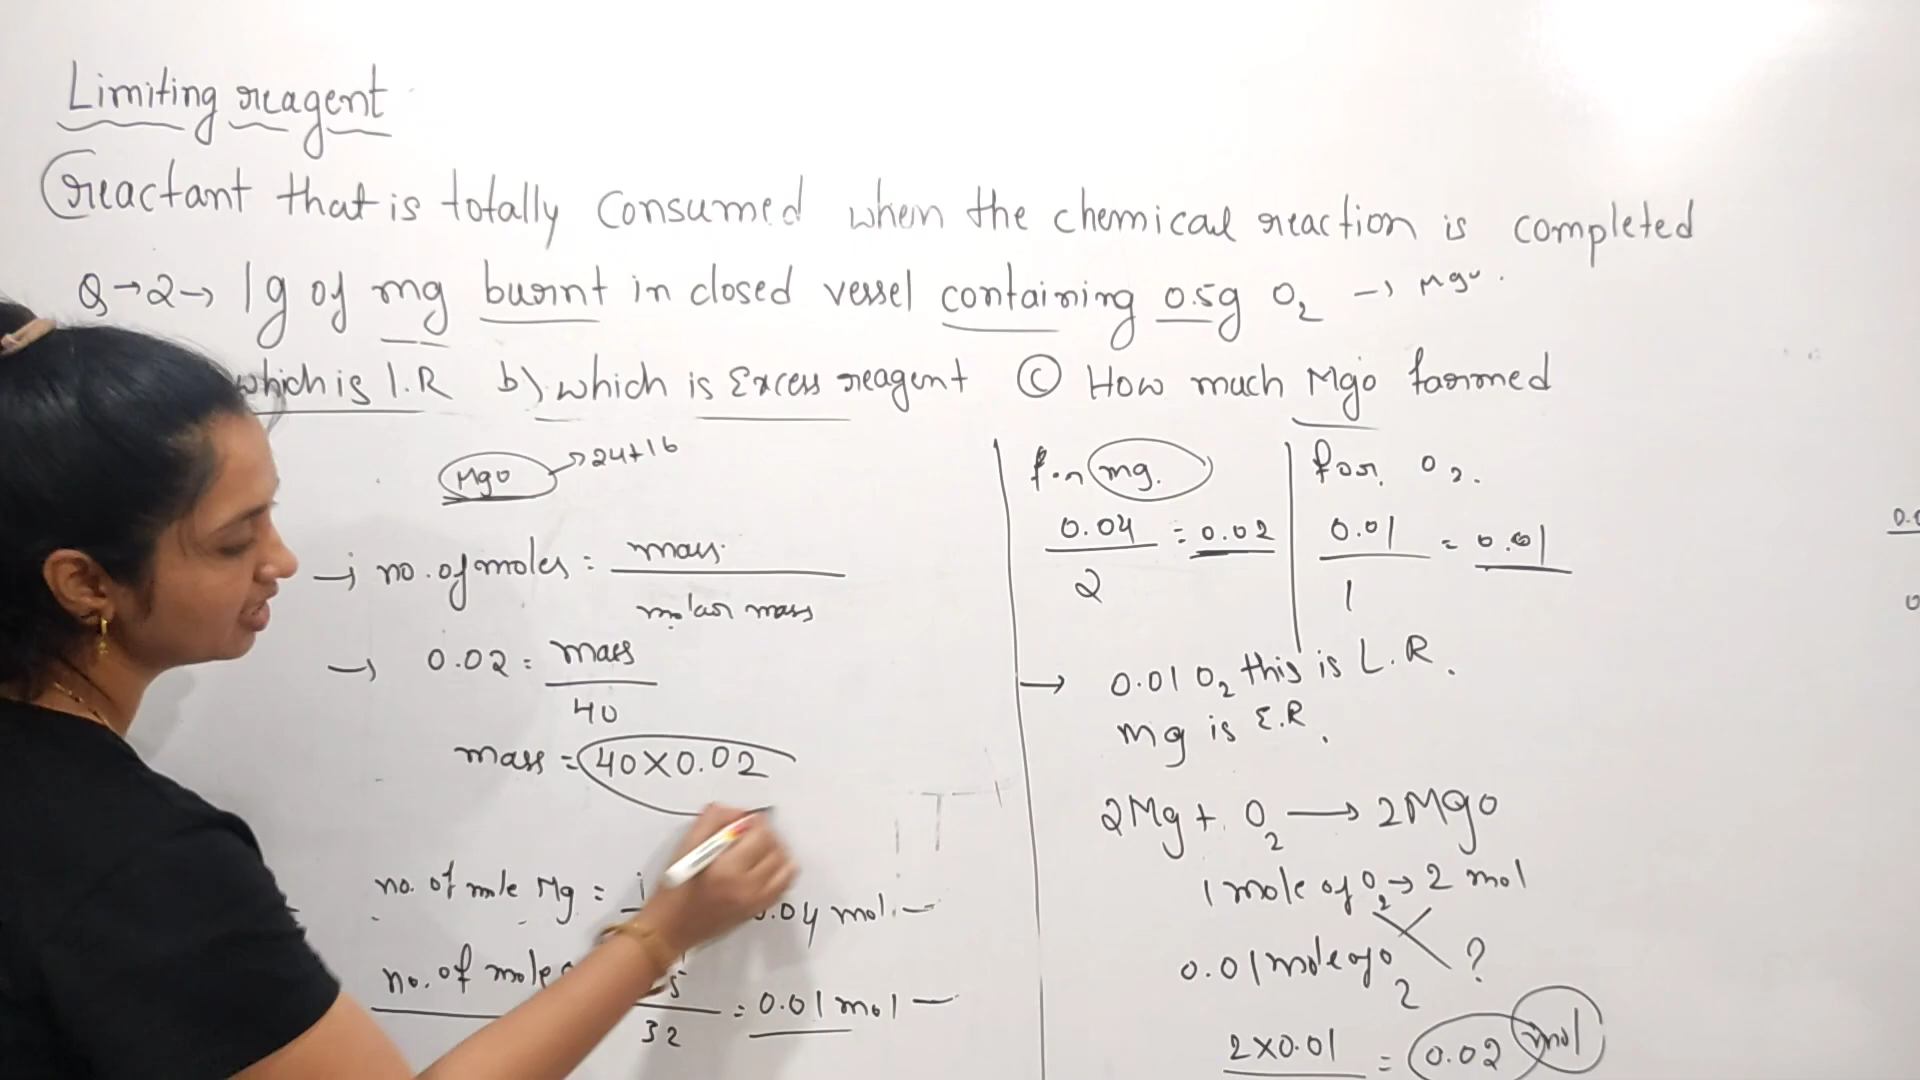 Limiting reagent
reactant that is totally consumed when the chemical reaction is completed
Q→2→ 1g of mg burnt in closed vessel containing 0.5g O2 → Mgo.
which is L.R b) which is Excess reagent © How much Mgo formed
Mgo → 24+16
→ no. of moles = mass / molar mass
→ 0.02 = mass / 40
mass = 40×0.02
no. of mole Mg = 0.04 mol
no. of mole 5 / 32 = 0.01 mol
for mg.
0.04 / 2 = 0.02
for O2.
0.01 / 1 = 0.01
→ 0.01 O2 this is L.R.
mg is E.R.
2Mg + O2 → 2Mgo
1 mole of O2 → 2 mol
0.01 mole of O2 ?
2×0.01 = 0.02 mol